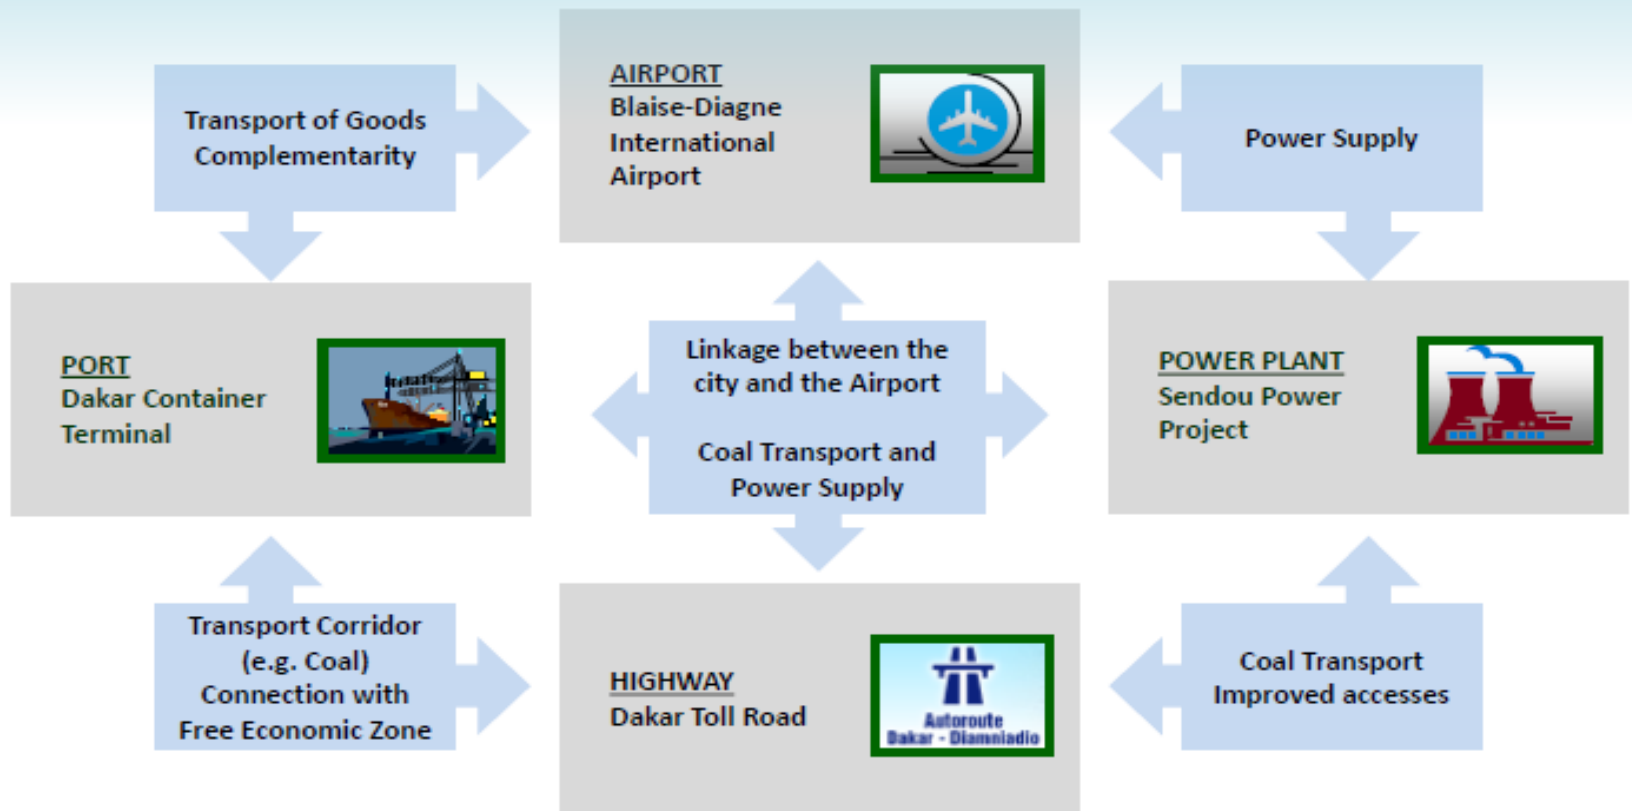 AIRPORT
Blaise-Diagne
International
Airport
Transport of Goods
Complementarity
Power Supply
PORT
Dakar Container
Terminal
Linkage between the
city and the Airport
Coal Transport and
Power Supply
POWER PLANT
Sendou Power
Project
Transport Corridor
(e.g. Coal)
Connection with
Free Economic Zone
HIGHWAY
Dakar Toll Road
Autoroute
Dakar - Diamniadio
Coal Transport
Improved accesses